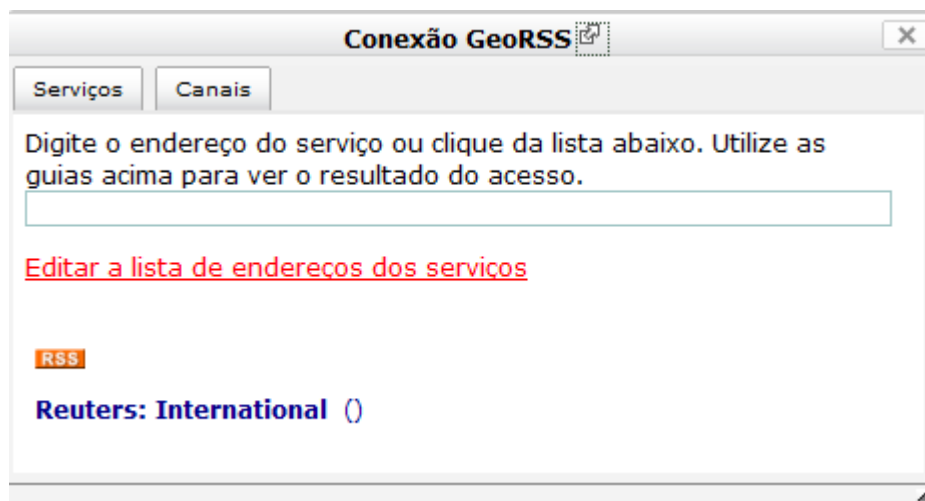 Conexão GeoRSS
Serviços Canais
Digite o endereço do serviço ou clique da lista abaixo. Utilize as
guias acima para ver o resultado do acesso.
Editar a lista de endereços dos serviços
RSS
Reuters: International ()